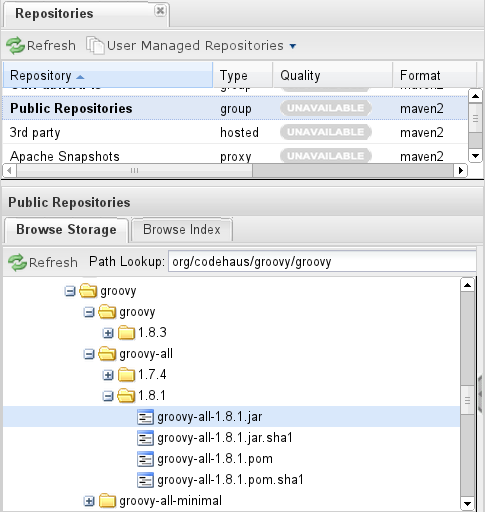 Repositories
Refresh User Managed Repositories
Repository Type Quality Format
Public Repositories group UNAVAILABLE maven2
3rd party hosted UNAVAILABLE maven2
Apache Snapshots proxy UNAVAILABLE maven2
Public Repositories
Browse Storage Browse Index
Refresh Path Lookup: org/codehaus/groovy/groovy
groovy
groovy
1.8.3
groovy-all
1.7.4
1.8.1
groovy-all-1.8.1.jar
groovy-all-1.8.1.jar.sha1
groovy-all-1.8.1.pom
groovy-all-1.8.1.pom.sha1
groovy-all-minimal